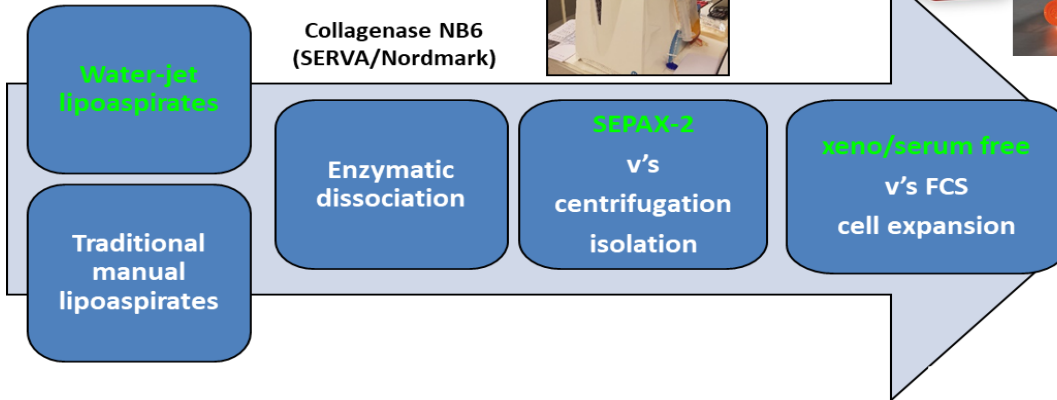 Collagenase NB6
(SERVA/Nordmark)
Water-jet
lipoaspirates
Traditional
manual
lipoaspirates
Enzymatic
dissociation
SEPAX-2
v's
centrifugation
isolation
xeno/serum free
v's FCS
cell expansion